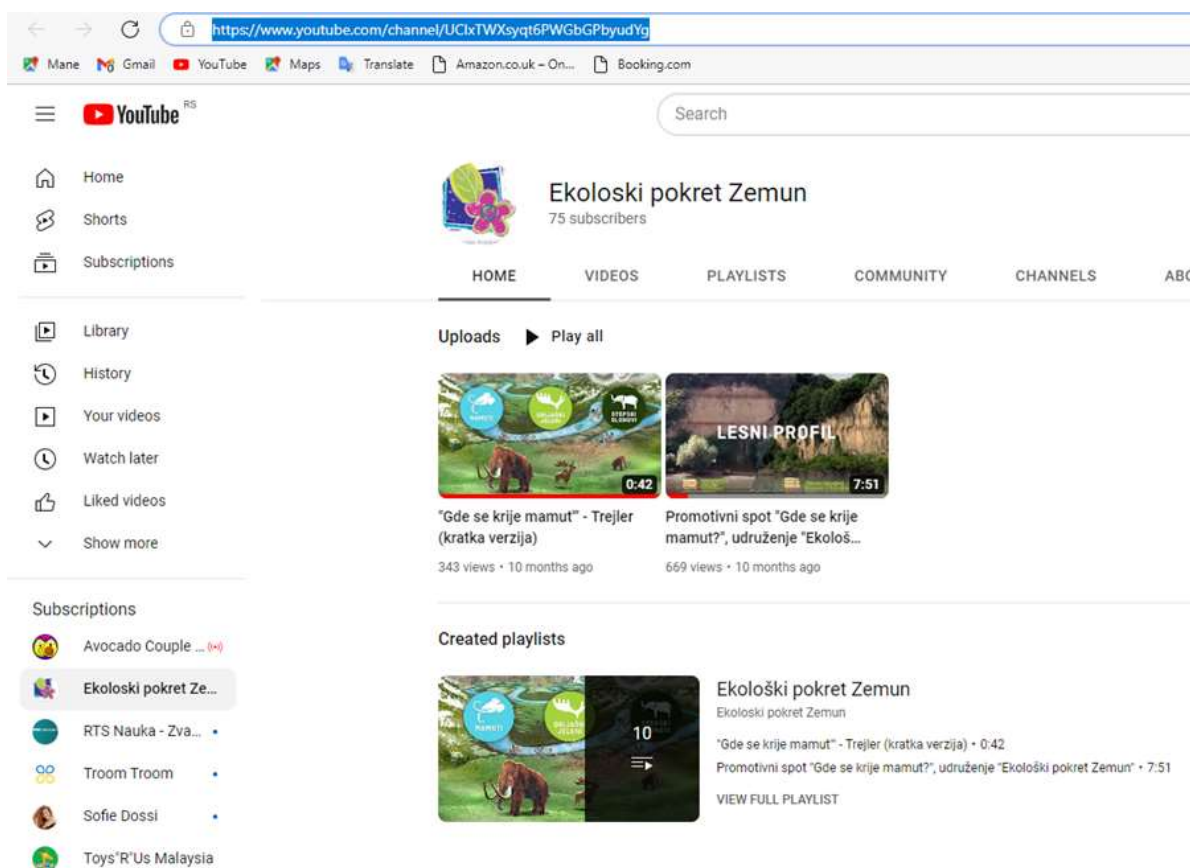 https://www.youtube.com/channel/UCIxTWXsyqt6PWGbGPbyudYg
Mane
Gmail
YouTube
Maps
Translate
Amazon.co.uk – On...
Booking.com
YouTube RS
Search
Home
Shorts
Subscriptions
Library
History
Your videos
Watch later
Liked videos
Show more
Subscriptions
Avocado Couple ...
Ekoloski pokret Ze...
RTS Nauka - Zva...
Troom Troom
Sofie Dossi
Toys"R"Us Malaysia
Ekoloski pokret Zemun
75 subscribers
HOME VIDEOS PLAYLISTS COMMUNITY CHANNELS ABO
Uploads Play all
MAMUTI
STEPSKI
SLONOVI
0:42
LESNI PROFIL
7:51
"Gde se krije mamut"" - Trejler
(kratka verzija)
343 views • 10 months ago
Promotivni spot "Gde se krije
mamut?", udruženje "Ekološ...
669 views • 10 months ago
Created playlists
MAMUTI
10
Ekološki pokret Zemun
Ekoloski pokret Zemun
"Gde se krije mamut"" - Trejler (kratka verzija) • 0:42
Promotivni spot "Gde se krije mamut?", udruženje "Ekološki pokret Zemun" • 7:51
VIEW FULL PLAYLIST